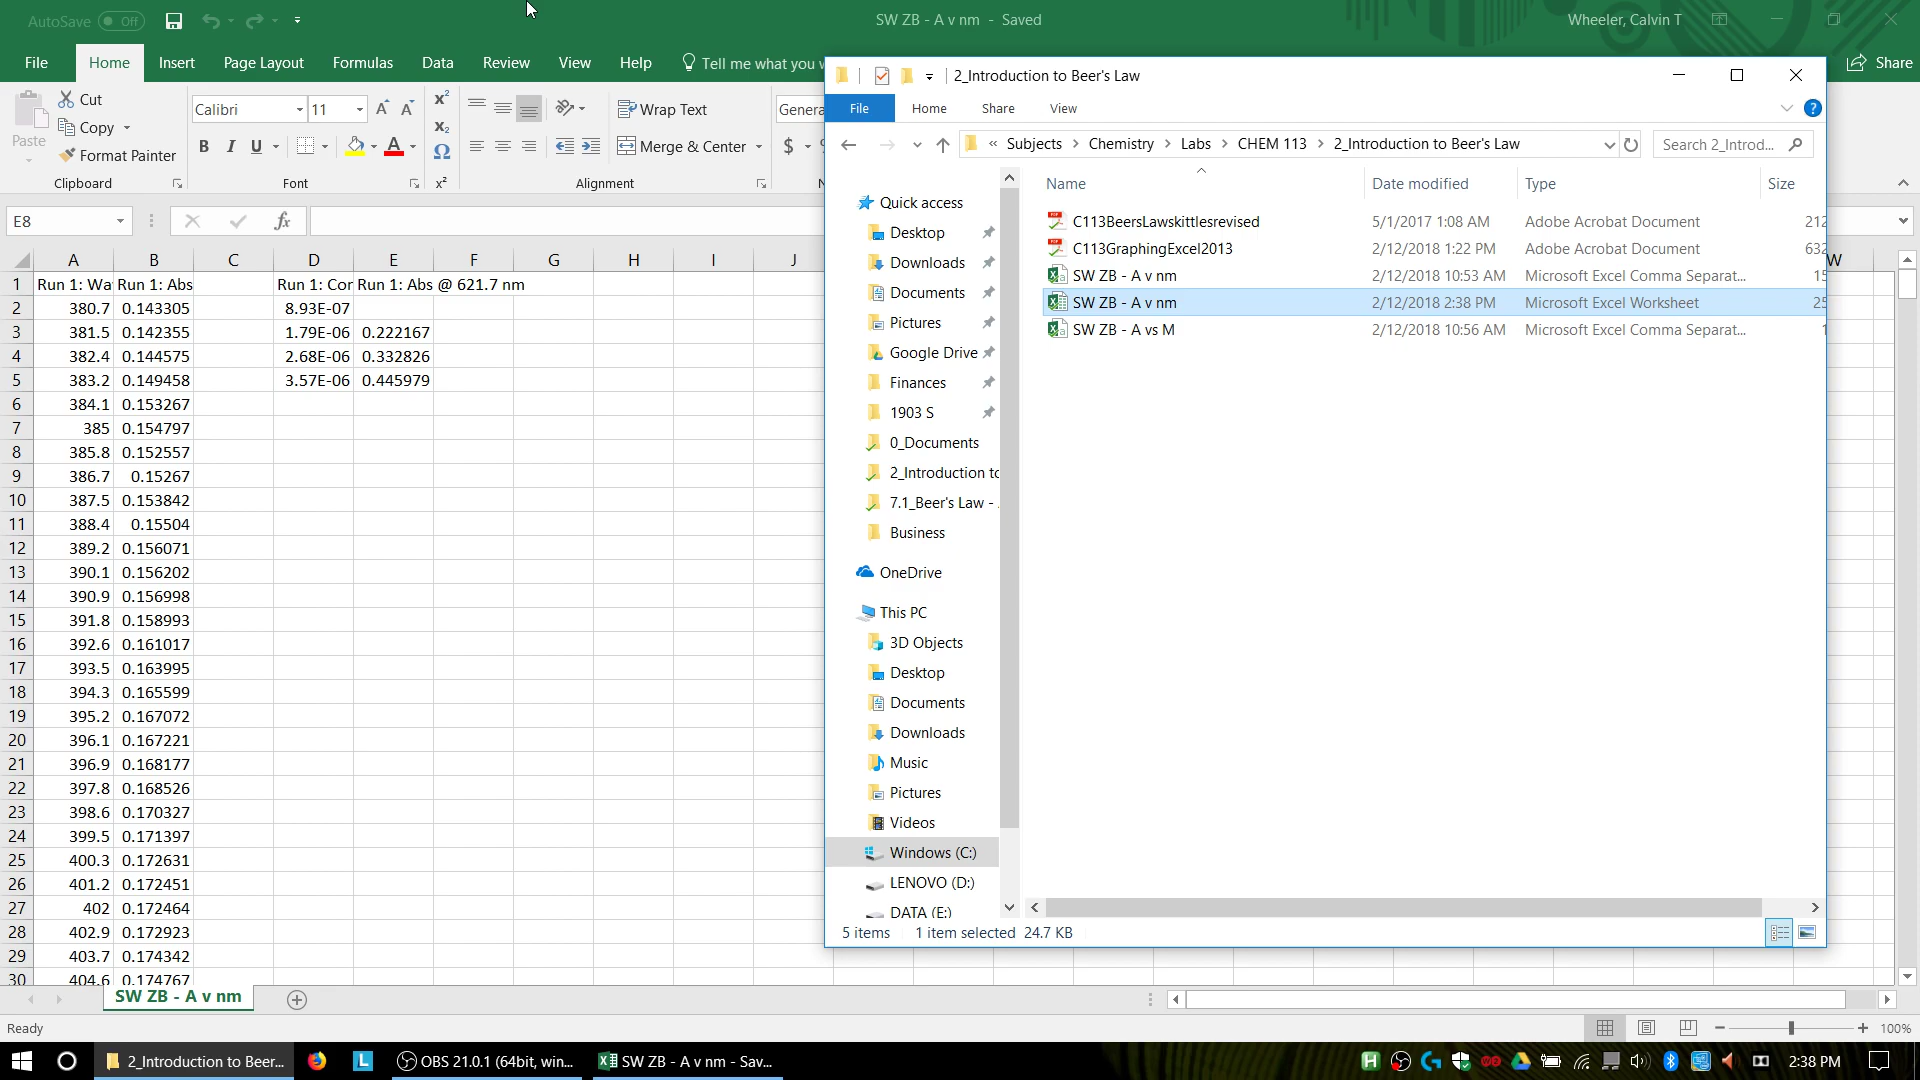 AutoSave Off
SW ZB - A v nm - Saved
Wheeler, Calvin T
File Home Insert Page Layout Formulas Data Review View Help Tell me what you Share
Paste Cut
Copy
Format Painter
Clipboard
Calibri 11
B I U
Font
Wrap Text
Merge & Center
Alignment
Genera
$
E8
fx
A B C D E F G H I J W
1 Run 1: Wa Run 1: Abs Run 1: Cor Run 1: Abs @ 621.7 nm
2 380.7 0.143305 8.93E-07
3 381.5 0.142355 1.79E-06 0.222167
4 382.4 0.144575 2.68E-06 0.332826
5 383.2 0.149458 3.57E-06 0.445979
6 384.1 0.153267
7 385 0.154797
8 385.8 0.152557
9 386.7 0.15267
10 387.5 0.153842
11 388.4 0.15504
12 389.2 0.156071
13 390.1 0.156202
14 390.9 0.156998
15 391.8 0.158993
16 392.6 0.161017
17 393.5 0.163995
18 394.3 0.165599
19 395.2 0.167072
20 396.1 0.167221
21 396.9 0.168177
22 397.8 0.168526
23 398.6 0.170327
24 399.5 0.171397
25 400.3 0.172631
26 401.2 0.172451
27 402 0.172464
28 402.9 0.172923
29 403.7 0.174342
30 404.6 0.174767
2_Introduction to Beer's Law
File Home Share View
« Subjects > Chemistry > Labs > CHEM 113 > 2_Introduction to Beer's Law
Search 2_Introd...
Quick access
Desktop
Downloads
Documents
Pictures
Google Drive
Finances
1903 S
0_Documents
2_Introduction to
7.1_Beer's Law -
Business
OneDrive
This PC
3D Objects
Desktop
Documents
Downloads
Music
Pictures
Videos
Windows (C:)
LENOVO (D:)
DATA (E:)
Name Date modified Type Size
C113BeersLawskittlesrevised 5/1/2017 1:08 AM Adobe Acrobat Document 212
C113GraphingExcel2013 2/12/2018 1:22 PM Adobe Acrobat Document 632
SW ZB - A v nm 2/12/2018 10:53 AM Microsoft Excel Comma Separat... 15
SW ZB - A v nm 2/12/2018 2:38 PM Microsoft Excel Worksheet 25
SW ZB - A vs M 2/12/2018 10:56 AM Microsoft Excel Comma Separat... 1
5 items 1 item selected 24.7 KB
SW ZB - A v nm
Ready
100%
2_Introduction to Beer...
OBS 21.0.1 (64bit, win...
SW ZB - A v nm - Sav...
2:38 PM